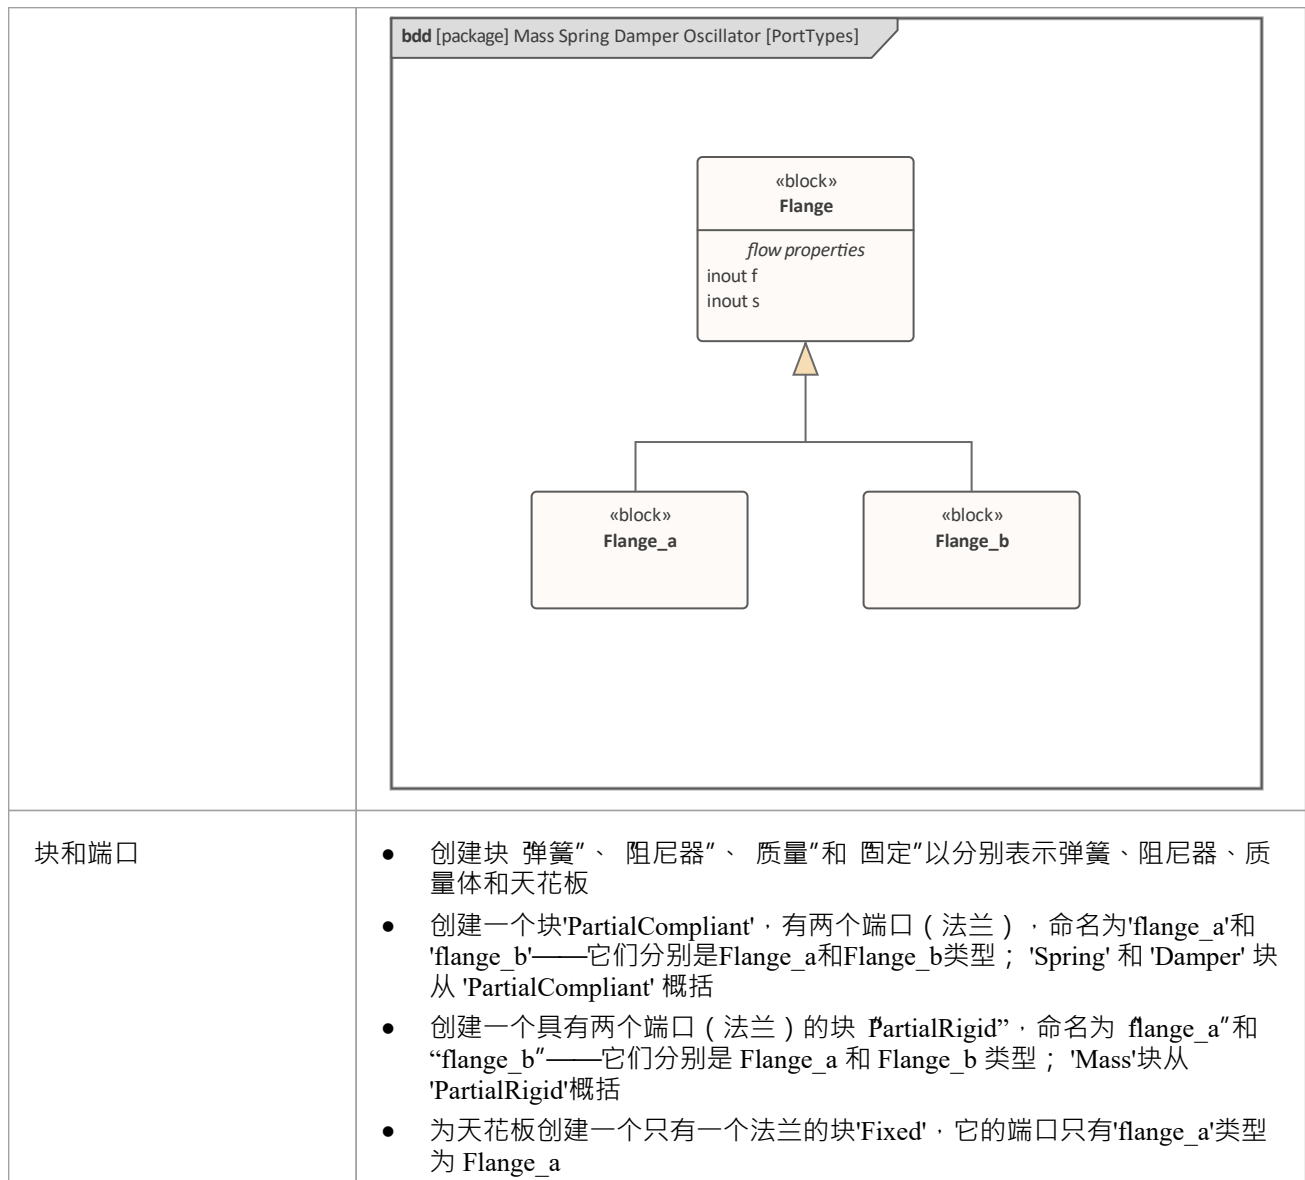 bdd [package] Mass Spring Damper Oscillator [PortTypes]
«block»
Flange
flow properties
inout f
inout s
«block»
Flange_a
«block»
Flange_b
块和端口
● 创建块 “弹簧”、 “阻尼器”、 “质量”和 “固定”以分别表示弹簧、阻尼器、质
量体和天花板
● 创建一个块'PartialCompliant'，有两个端口（法兰），命名为'flange_a'和
'flange_b'——它们分别是Flange_a和Flange_b类型； 'Spring' 和 'Damper' 块
从 'PartialCompliant' 概括
● 创建一个具有两个端口（法兰）的块 “PartialRigid”，命名为 “flange_a”和
“flange_b”——它们分别是 Flange_a 和 Flange_b 类型； 'Mass'块从
'PartialRigid'概括
● 为天花板创建一个只有一个法兰的块'Fixed'，它的端口只有'flange_a'类型
为 Flange_a